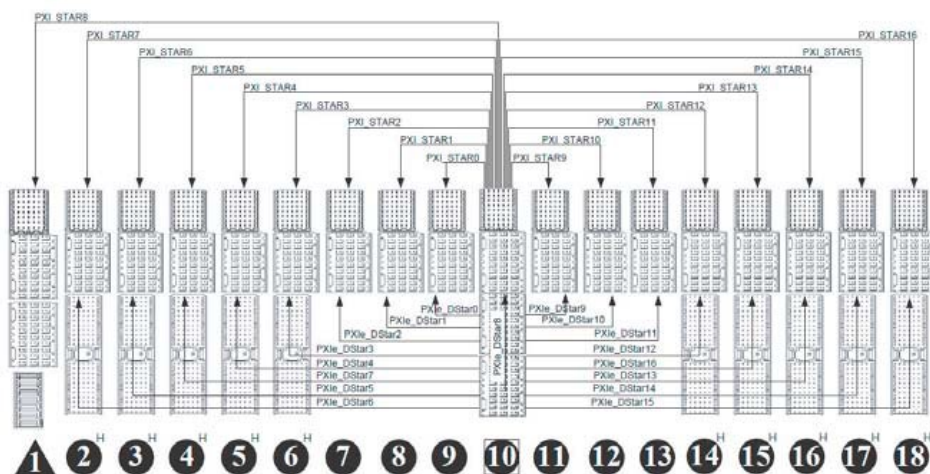 PXI_STAR8
PXI_STAR7 PXI_STAR16
PXI_STAR6 PXI_STAR15
PXI_STAR5 PXI_STAR14
PXI_STAR4 PXI_STAR13
PXI_STAR3 PXI_STAR12
PXI_STAR2 PXI_STAR11
PXI_STAR1 PXI_STAR10
PXI_STAR0 PXI_STAR9
PXIe_DStar8
PXIe_DStar0 PXIe_DStar9
PXIe_DStar1 PXIe_DStar10
PXIe_DStar2 PXIe_DStar11
PXIe_DStar3 PXIe_DStar12
PXIe_DStar4 PXIe_DStar16
PXIe_DStar7 PXIe_DStar13
PXIe_DStar5 PXIe_DStar14
PXIe_DStar6 PXIe_DStar15
H H H H H H H H H H
1 2 3 4 5 6 7 8 9 10 11 12 13 14 15 16 17 18